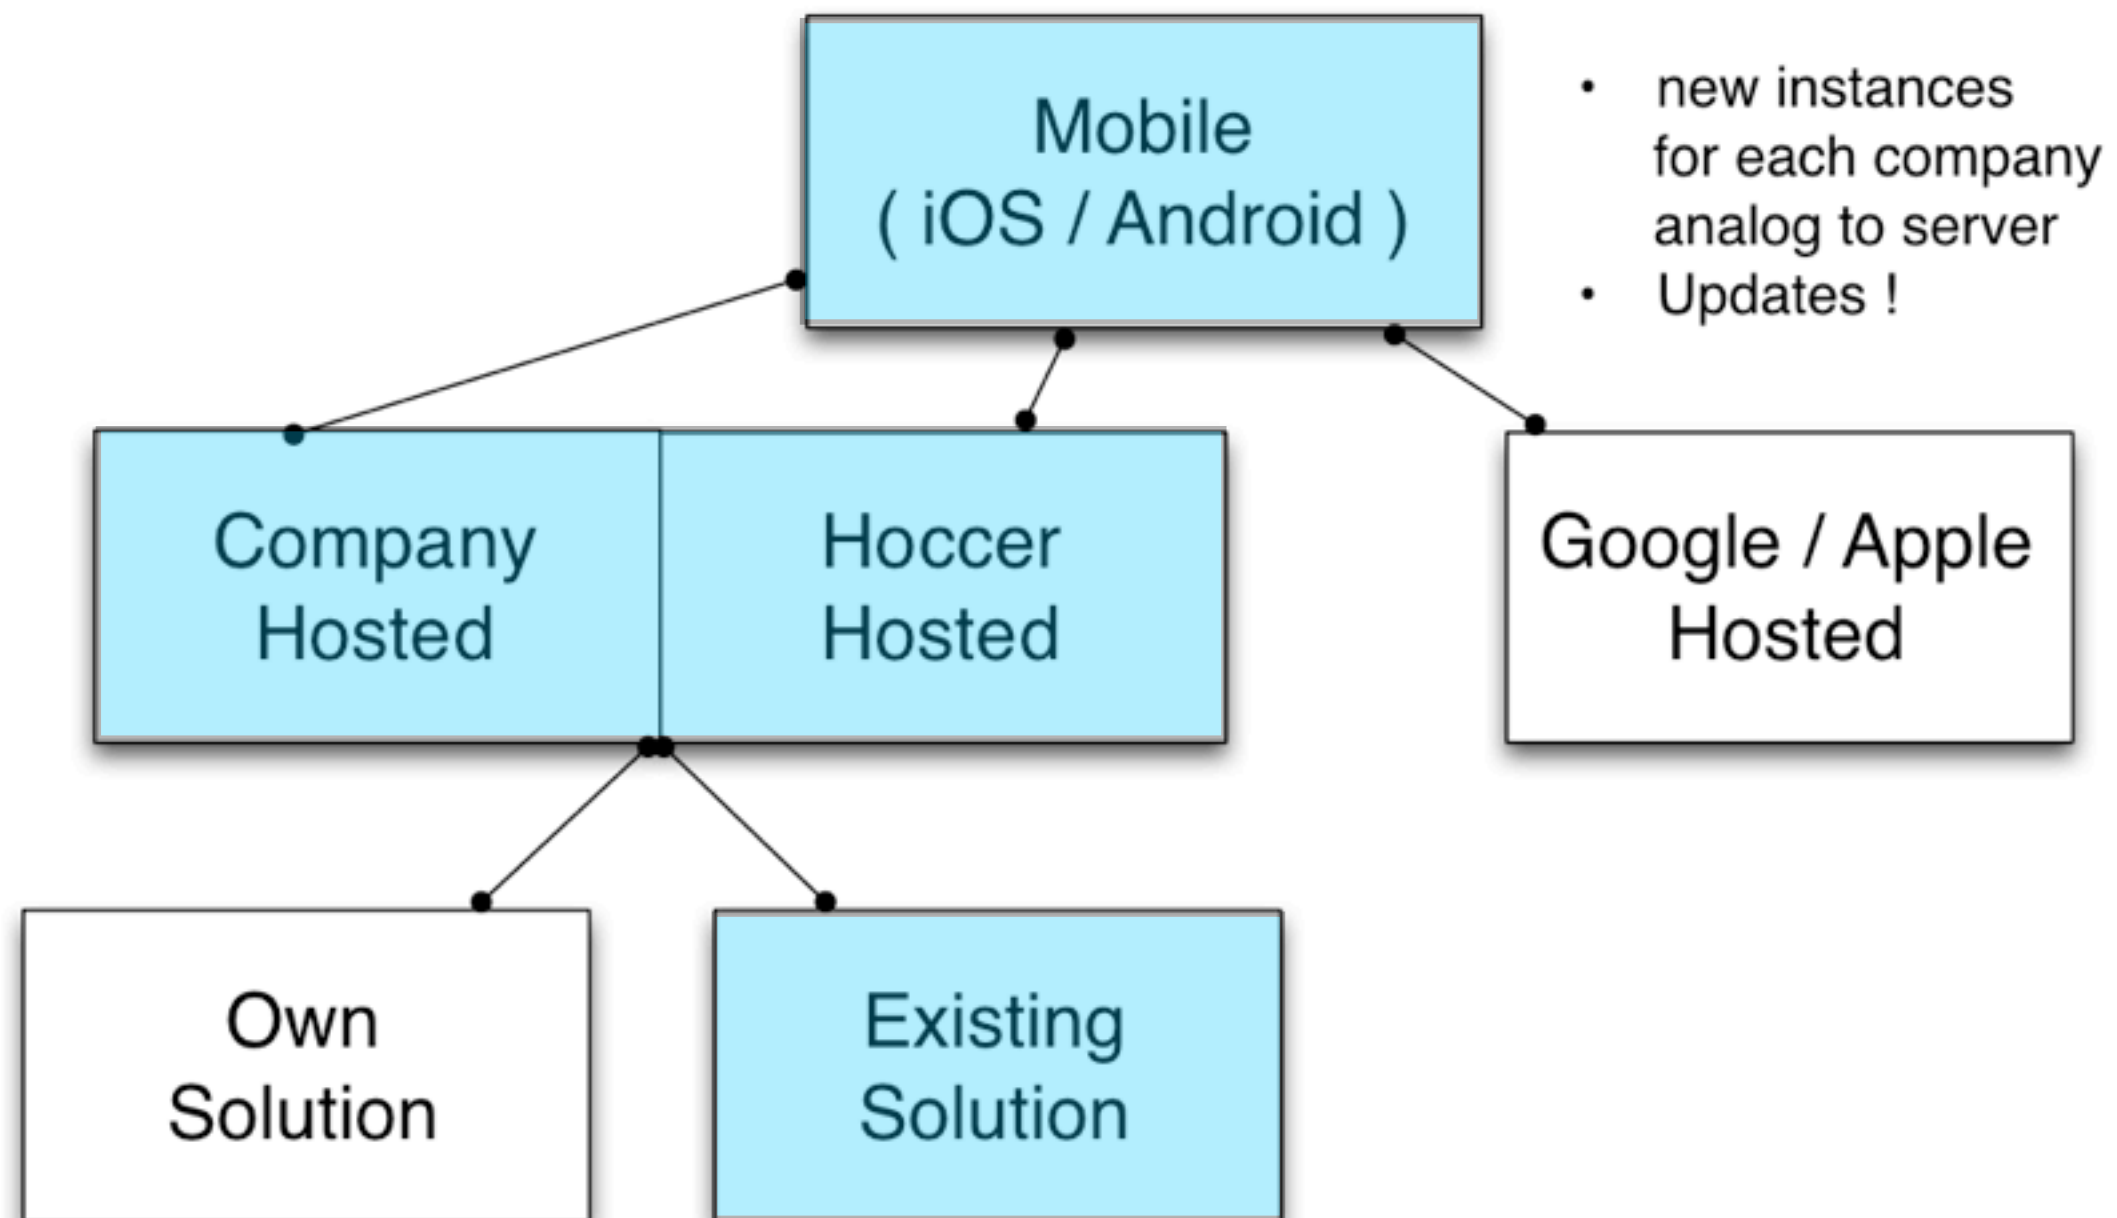 Mobile
( iOS / Android )
• new instances
for each company
analog to server
• Updates !
Company
Hosted
Hoccer
Hosted
Google / Apple
Hosted
Own
Solution
Existing
Solution